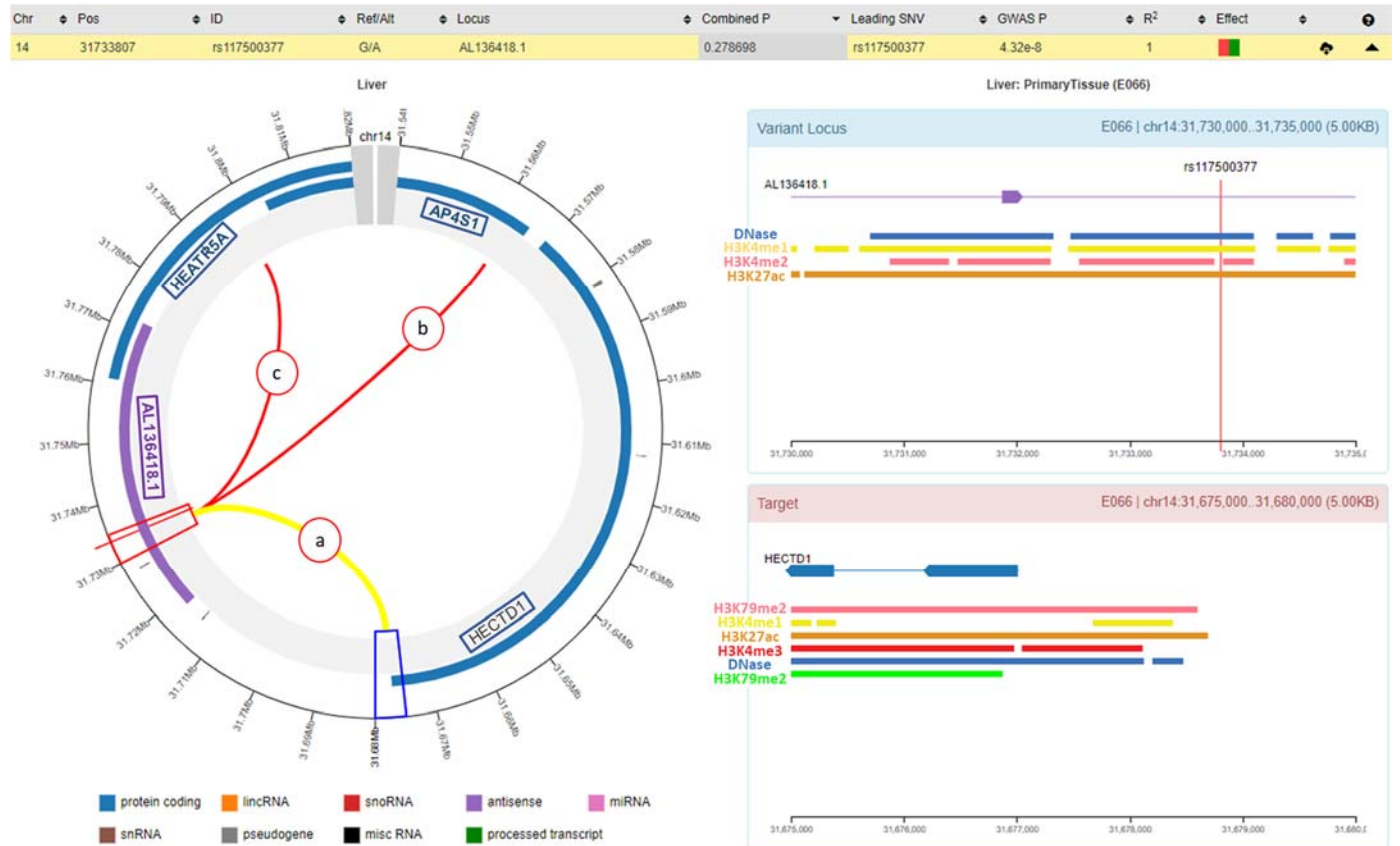 Chr Pos ID Ref/Alt Locus Combined P Leading SNV GWAS P R2 Effect
14 31733807 rs117500377 G/A AL136418.1 0.278698 rs117500377 4.32e-8 1
Liver
chr14
31.55Mb
31.56Mb
31.57Mb
31.58Mb
31.59Mb
31.6Mb
31.61Mb
31.62Mb
31.63Mb
31.64Mb
31.65Mb
31.66Mb
31.67Mb
31.68Mb
31.69Mb
31.7Mb
31.71Mb
31.72Mb
31.73Mb
31.74Mb
31.75Mb
31.76Mb
31.77Mb
31.78Mb
31.79Mb
31.8Mb
31.81Mb
HEATR5A
AP4S1
AL136418.1
HECTD1
a
b
c
protein coding lincRNA snoRNA antisense miRNA
snRNA pseudogene misc RNA processed transcript
Liver: PrimaryTissue (E066)
Variant Locus E066 | chr14:31,730,000..31,735,000 (5.00KB)
rs117500377
AL136418.1
DNase
H3K4me1
H3K4me2
H3K27ac
31,730,000 31,731,000 31,732,000 31,733,000 31,734,000
Target E066 | chr14:31,675,000..31,680,000 (5.00KB)
HECTD1
H3K79me2
H3K4me1
H3K27ac
H3K4me3
DNase
H3K79me2
31,675,000 31,676,000 31,677,000 31,678,000 31,679,000